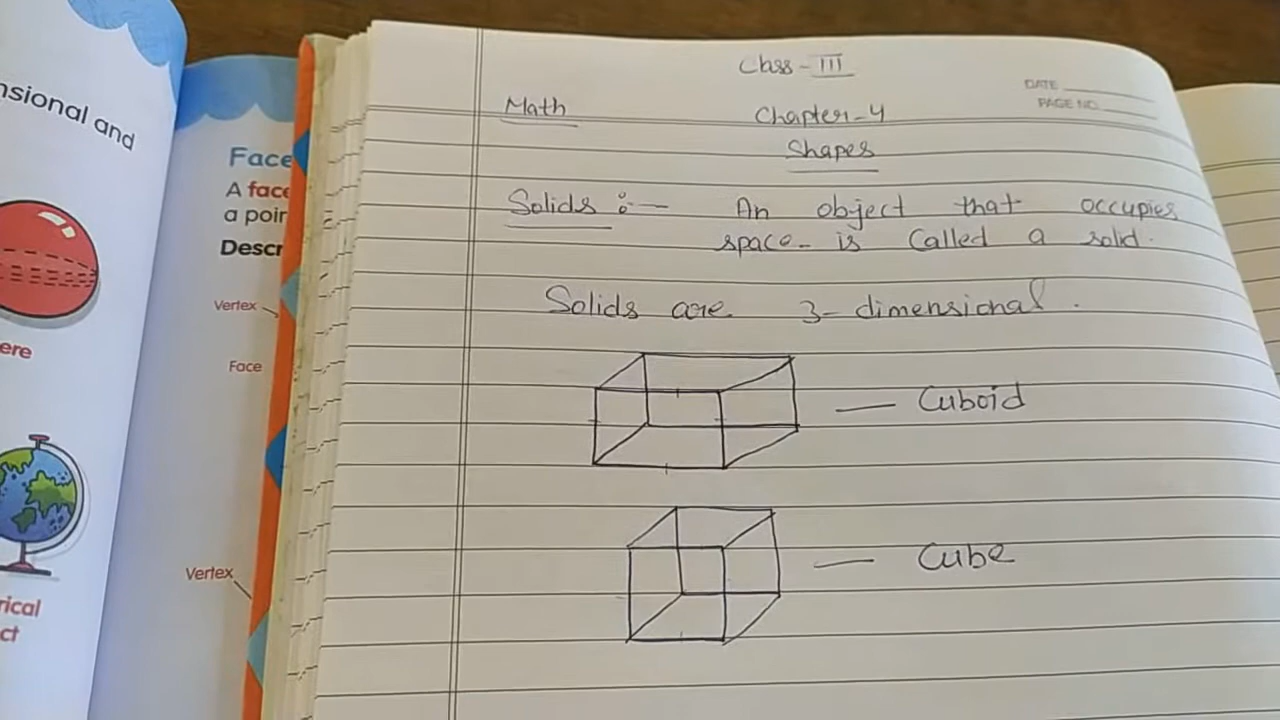 nsional and
ere
rical
ct
Face
A face
a poin
Descr
Vertex
Face
Vertex
Class - III
DATE
PAGE NO.
Math
Chapter - 4
Shapes
Solids :- An object that occupies
space is called a solid.
Solids are 3-dimensional.
— Cuboid
— Cube